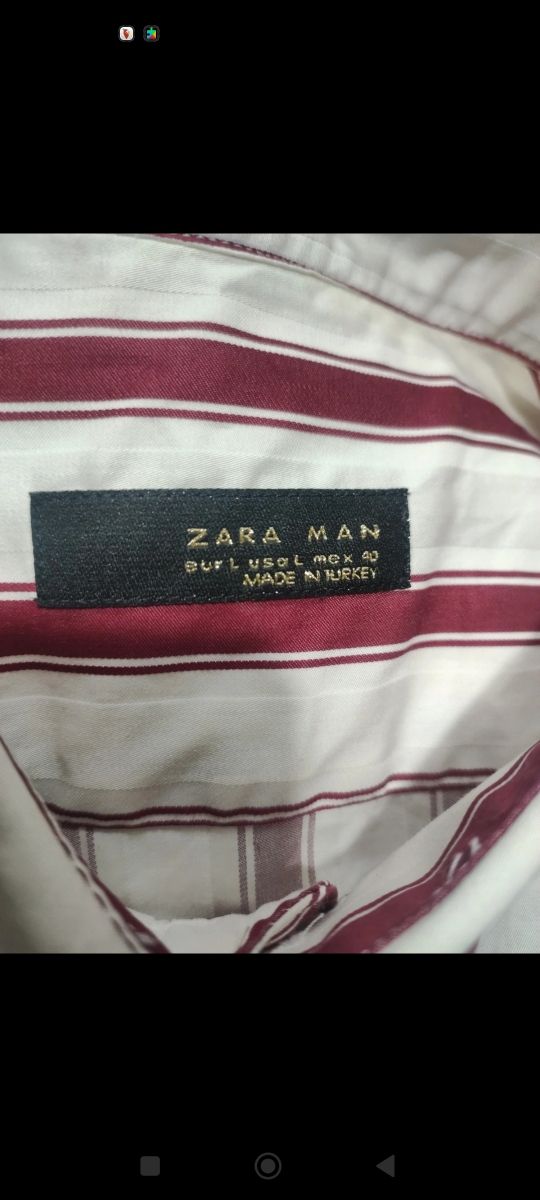 ZARA MAN
eur L usa L mex 40
MADE IN TURKEY